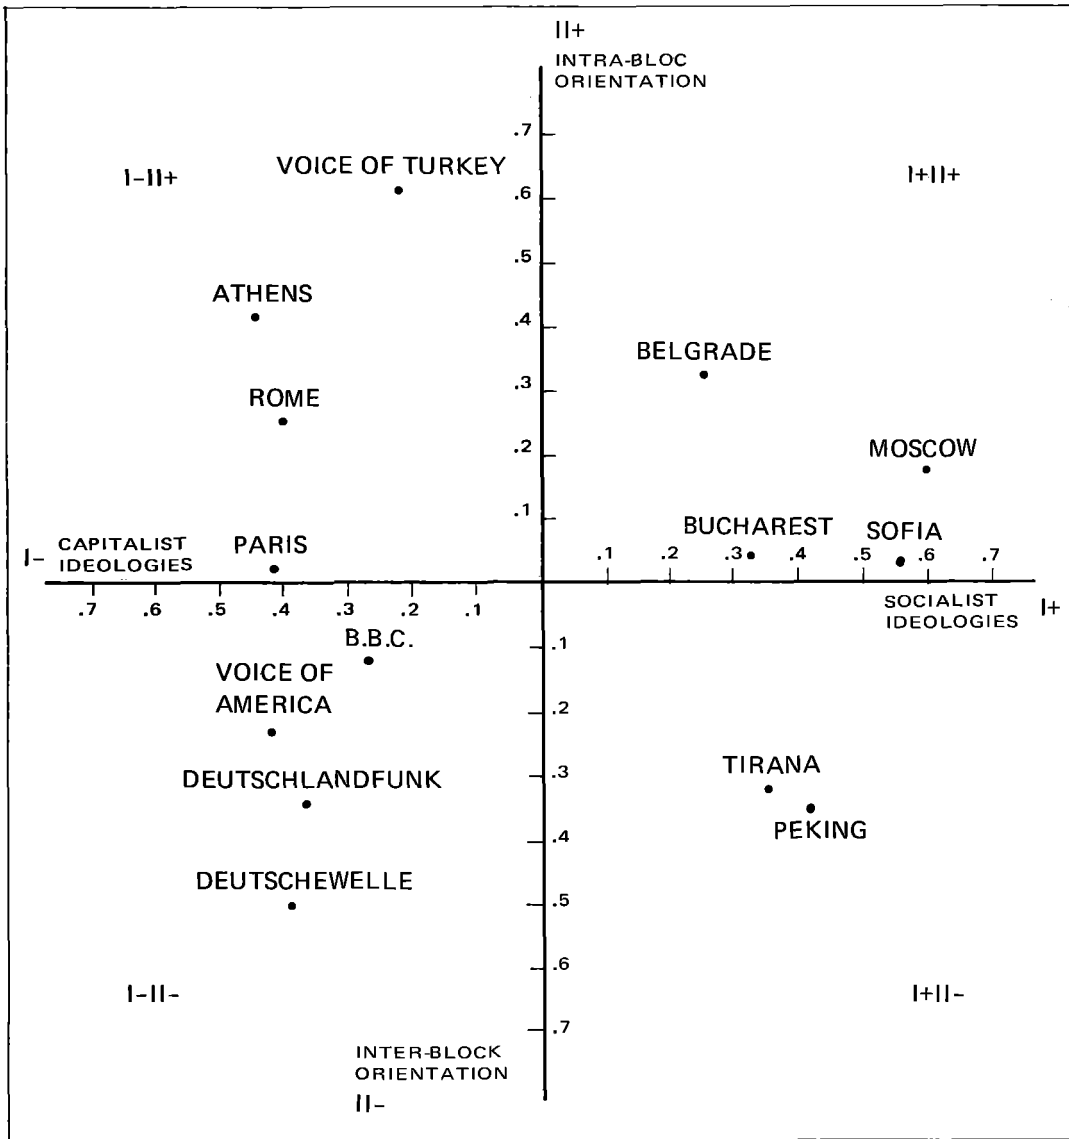 II+
INTRA-BLOC
ORIENTATION
.7
I-II+
VOICE OF TURKEY
I+II+
.6
.5
ATHENS
.4
BELGRADE
.3
ROME
.2
MOSCOW
.1
BUCHAREST
SOFIA
I-
CAPITALIST
IDEOLOGIES
PARIS
.1 .2 .3 .4 .5 .6 .7
.7 .6 .5 .4 .3 .2 .1
SOCIALIST
IDEOLOGIES
I+
B.B.C.
.1
VOICE OF
AMERICA
.2
DEUTSCHLANDFUNK
.3
TIRANA
PEKING
.4
DEUTSCHEWELLE
.5
.6
I-II-
I+II-
.7
INTER-BLOCK
ORIENTATION
II-